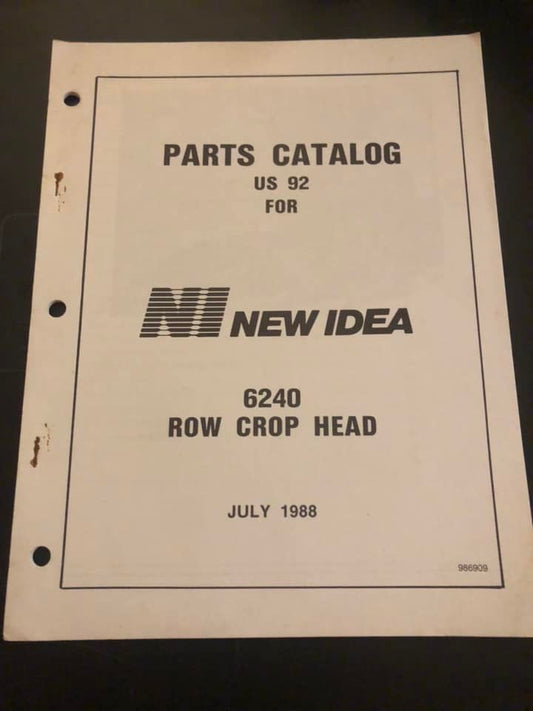 PARTS CATALOG
US 92
FOR
NI NEW IDEA
6240
ROW CROP HEAD
JULY 1988
986909